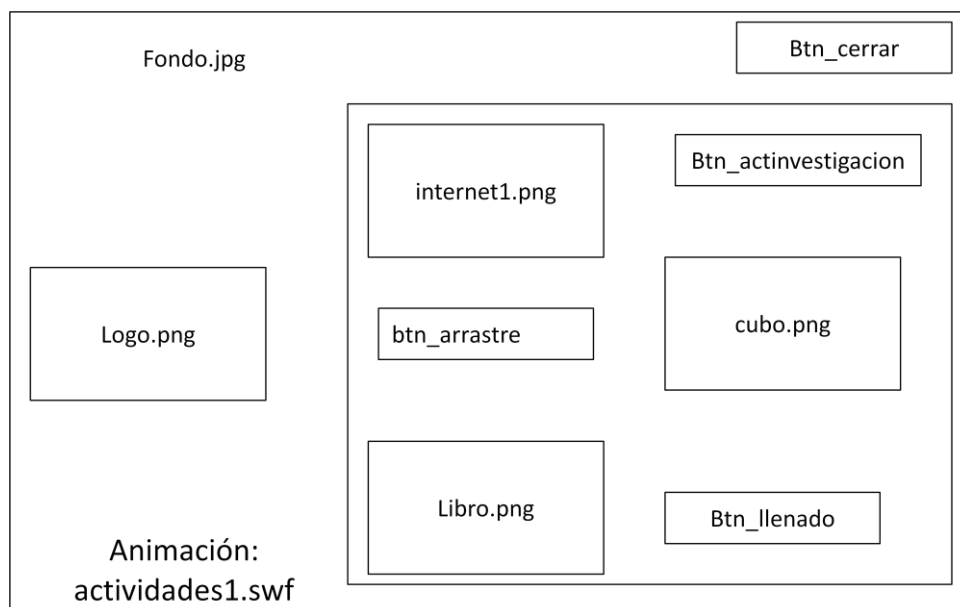 Fondo.jpg
Btn_cerrar
internet1.png
Btn_actinvestigacion
Logo.png
btn_arrastre
cubo.png
Libro.png
Btn_llenado
Animación:
actividades1.swf